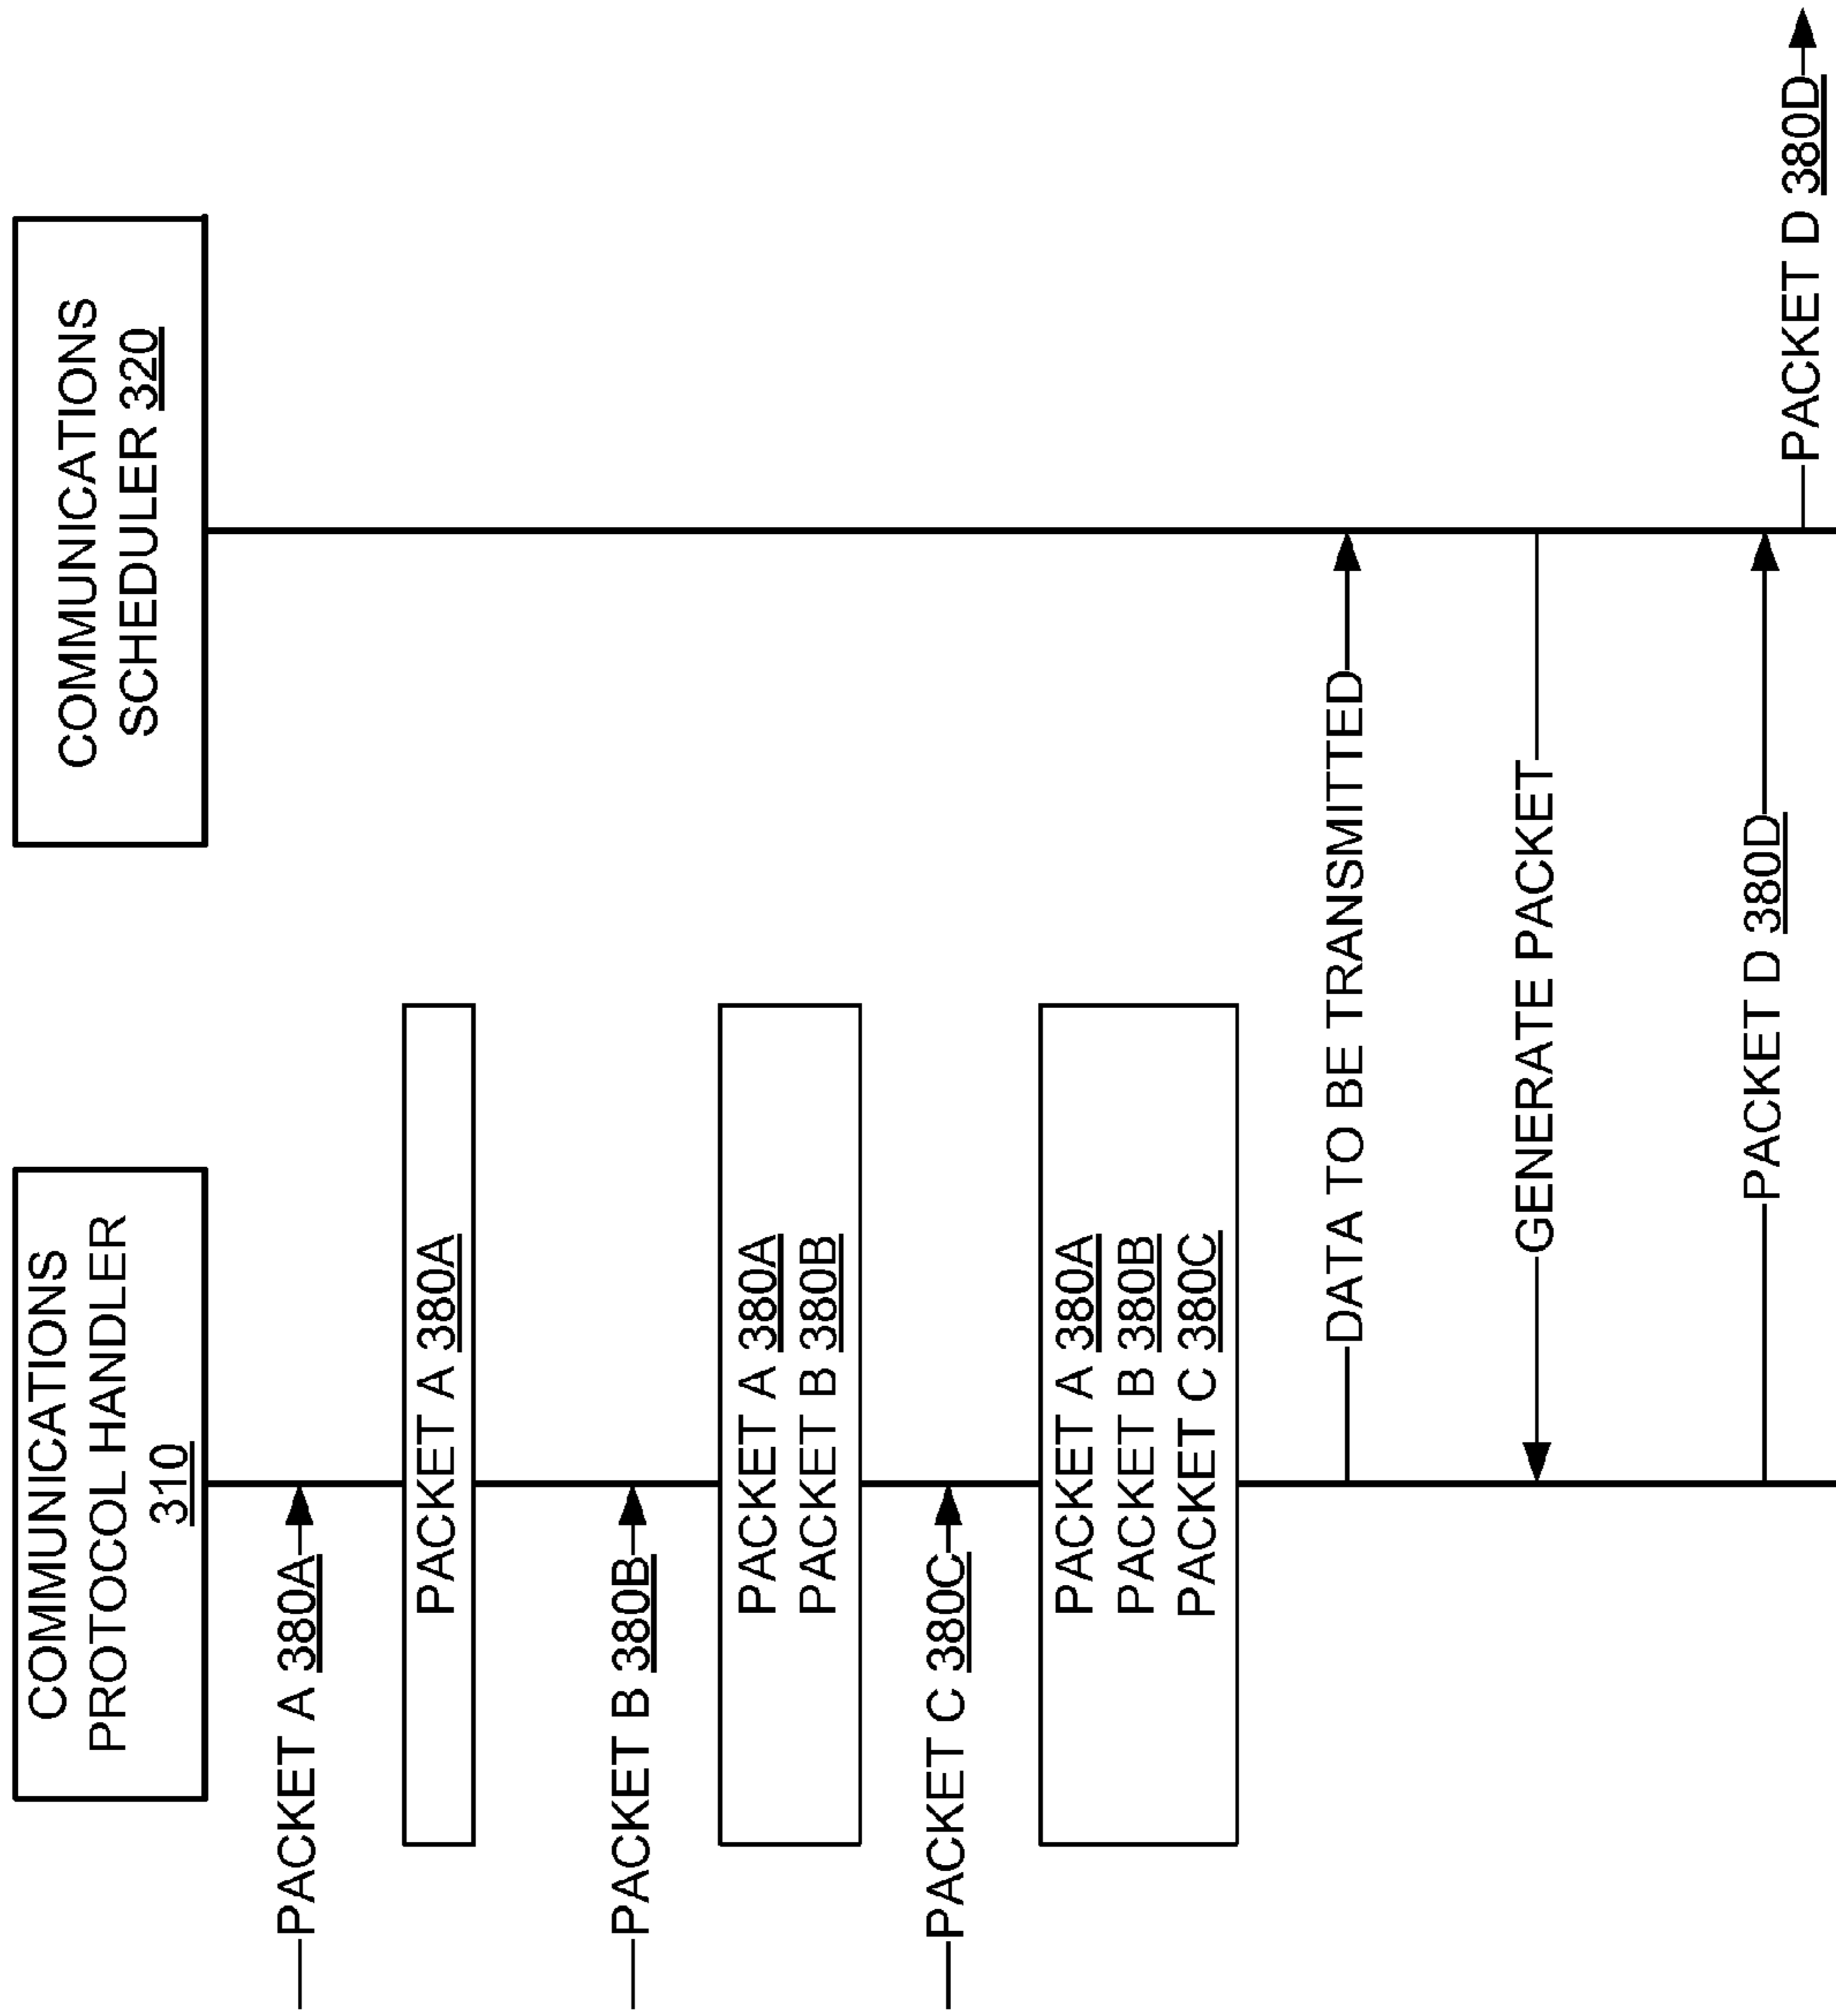 COMMUNICATIONS
PROTOCOL HANDLER
310
COMMUNICATIONS
SCHEDULER 320
PACKET A 380A
PACKET A 380A
PACKET B 380B
PACKET A 380A
PACKET B 380B
PACKET C 380C
PACKET A 380A
PACKET B 380B
PACKET C 380C
DATA TO BE TRANSMITTED
GENERATE PACKET
PACKET D 380D
PACKET D 380D